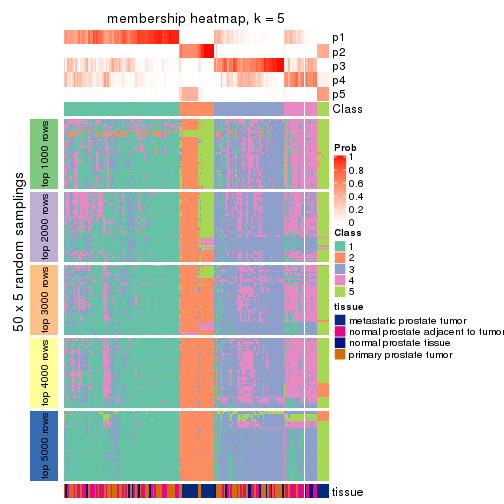 membership heatmap, k = 5
p1
p2
p3
p4
p5
Class
50 x 5 random samplings
top 1000 rows
top 2000 rows
top 3000 rows
top 4000 rows
top 5000 rows
Prob
1
0.8
0.6
0.4
0.2
0
Class
1
2
3
4
5
tissue
metastatic prostate tumor
normal prostate adjacent to tumor
normal prostate tissue
primary prostate tumor
tissue